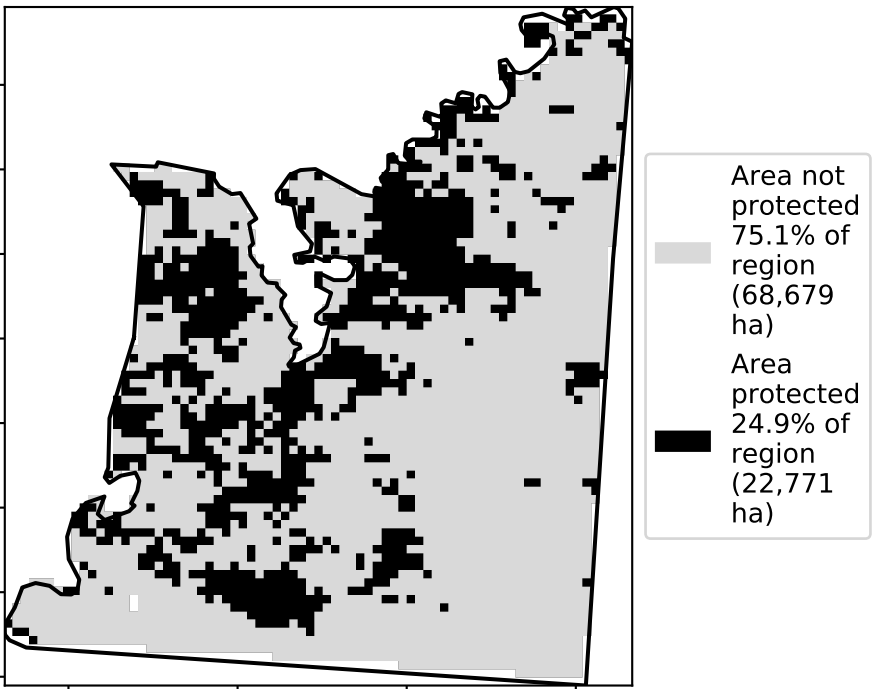 Area not
protected
75.1% of
region
(68,679
ha)
Area
protected
24.9% of
region
(22,771
ha)